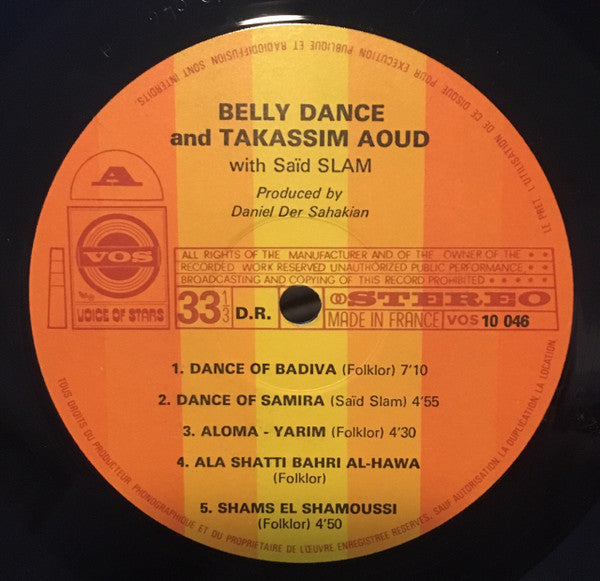 BELLY DANCE
and TAKASSIM AOUD
with Saïd SLAM
Produced by
Daniel Der Sahakian
A
VOS
VOICE OF STARS
ALL RIGHTS OF THE MANUFACTURER AND OF THE OWNER OF THE
RECORDED WORK RESERVED UNAUTHORIZED PUBLIC PERFORMANCE,
BROADCASTING AND COPYING OF THIS RECORD PROHIBITED
33 1/3 D.R.
STEREO
MADE IN FRANCE VOS 10 046
1. DANCE OF BADIVA (Folklor) 7'10
2. DANCE OF SAMIRA (Saïd Slam) 4'55
3. ALOMA - YARIM (Folklor) 4'30
4. ALA SHATTI BAHRI AL-HAWA
(Folklor)
5. SHAMS EL SHAMOUSSI
(Folklor) 4'50
TOUS DROITS DU PRODUCTEUR PHONOGRAPHIQUE ET DU PROPRIETAIRE DE L'ŒUVRE ENREGISTREE RESERVES. SAUF AUTORISATION, LA DUPLICATION, LA LOCATION, LE PRET, L'UTILISATION DE CE DISQUE POUR EXECUTION PUBLIQUE ET RADIODIFFUSION SONT INTERDITS.